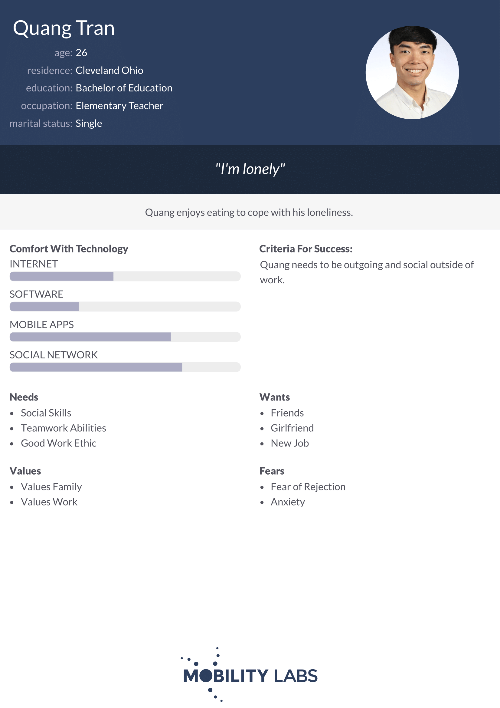 Quang Tran
age: 26
residence: Cleveland Ohio
education: Bachelor of Education
occupation: Elementary Teacher
marital status: Single
"I'm lonely"
Quang enjoys eating to cope with his loneliness.
Comfort With Technology
INTERNET
SOFTWARE
MOBILE APPS
SOCIAL NETWORK
Criteria For Success:
Quang needs to be outgoing and social outside of
work.
Needs
• Social Skills
• Teamwork Abilities
• Good Work Ethic
Wants
• Friends
• Girlfriend
• New Job
Values
• Values Family
• Values Work
Fears
• Fear of Rejection
• Anxiety
MOBILITY LABS